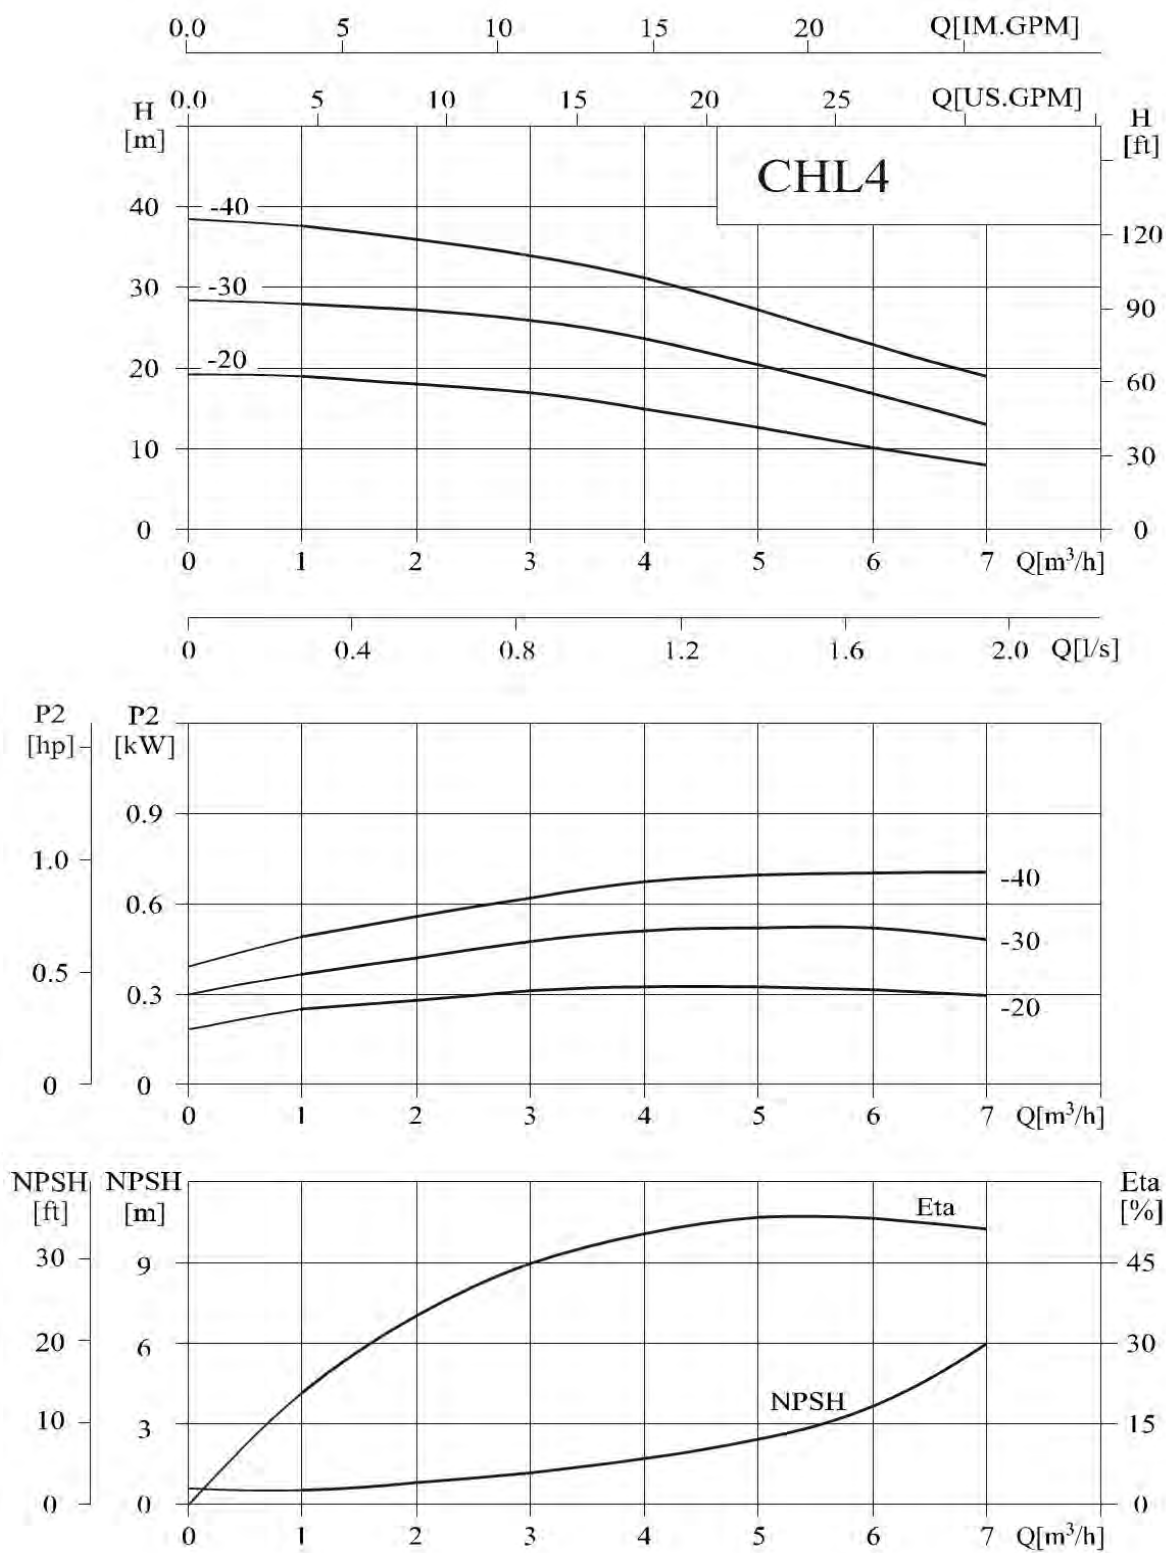 0.0 5 10 15 20 Q[IM.GPM]
0.0 5 10 15 20 25 Q[US.GPM]
H [m]
H [ft]
CHL4
40
30
20
10
0
-40
-30
-20
120
90
60
30
0
0 1 2 3 4 5 6 7 Q[m³/h]
0 0.4 0.8 1.2 1.6 2.0 Q[l/s]
P2 [hp]
P2 [kW]
1.0
0.5
0
0.9
0.6
0.3
0
-40
-30
-20
0 1 2 3 4 5 6 7 Q[m³/h]
NPSH [ft]
NPSH [m]
Eta [%]
30
20
10
0
9
6
3
0
Eta
NPSH
45
30
15
0
0 1 2 3 4 5 6 7 Q[m³/h]